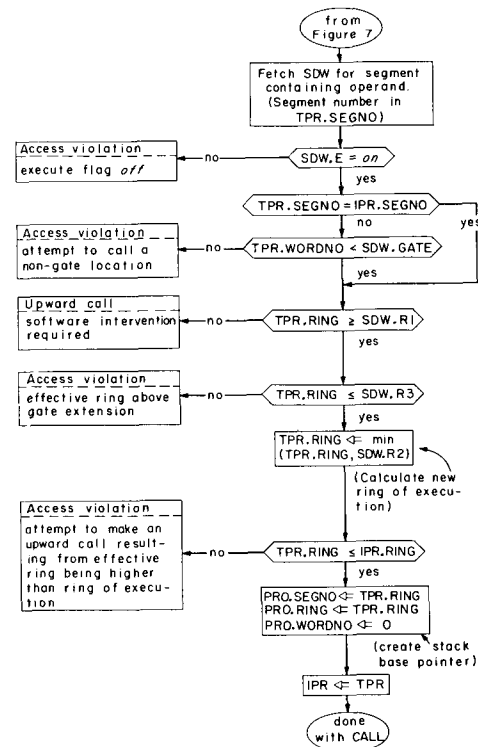 from
Figure 7
Fetch SDW for segment
containing operand.
(Segment number in
TPR.SEGNO)
Access violation
execute flag off
no
SDW.E = on
yes
TPR.SEGNO = IPR.SEGNO
yes
no
Access violation
attempt to call a
non-gate location
no
TPR.WORDNO < SDW.GATE
yes
Upward call
software intervention
required
no
TPR.RING ≥ SDW.R1
yes
Access violation
effective ring above
gate extension
no
TPR.RING ≤ SDW.R3
yes
TPR.RING ⇐ min
(TPR.RING, SDW.R2)
(Calculate new
ring of execu-
tion)
Access violation
attempt to make an
upward call result-
ing from effective
ring being higher
than ring of execu-
tion
no
TPR.RING ≤ IPR.RING
yes
PRO.SEGNO ⇐ TPR.RING
PRO.RING ⇐ TPR.RING
PRO.WORDNO ⇐ 0
(create stack
base pointer)
IPR ⇐ TPR
done
with CALL